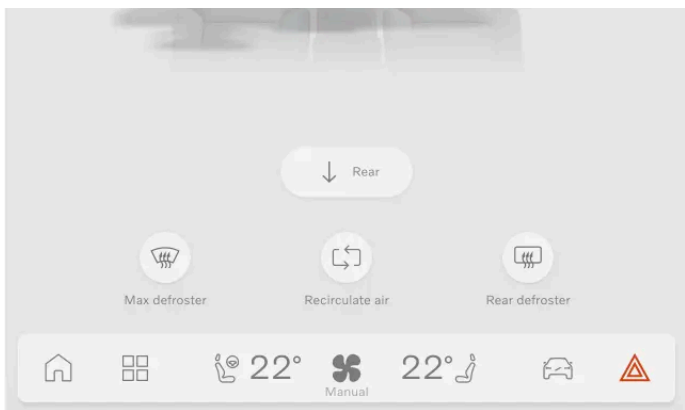 Rear
Max defroster
Recirculate air
Rear defroster
22°
22°
Manual